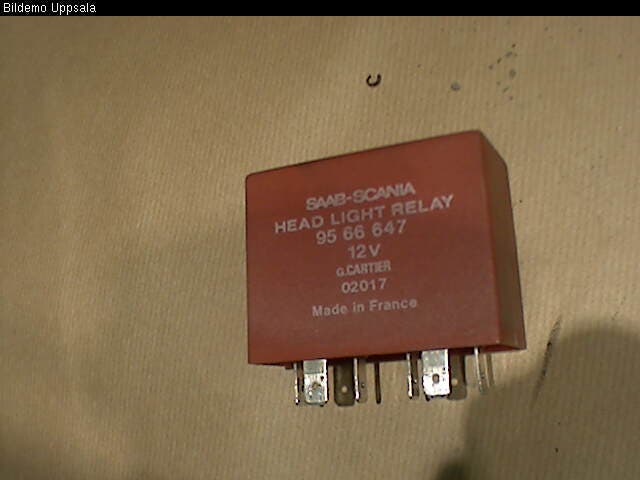 Bildemo Uppsala
SAAB-SCANIA
HEAD LIGHT RELAY
95 66 647
12V
G.CARTIER
02017
Made in France